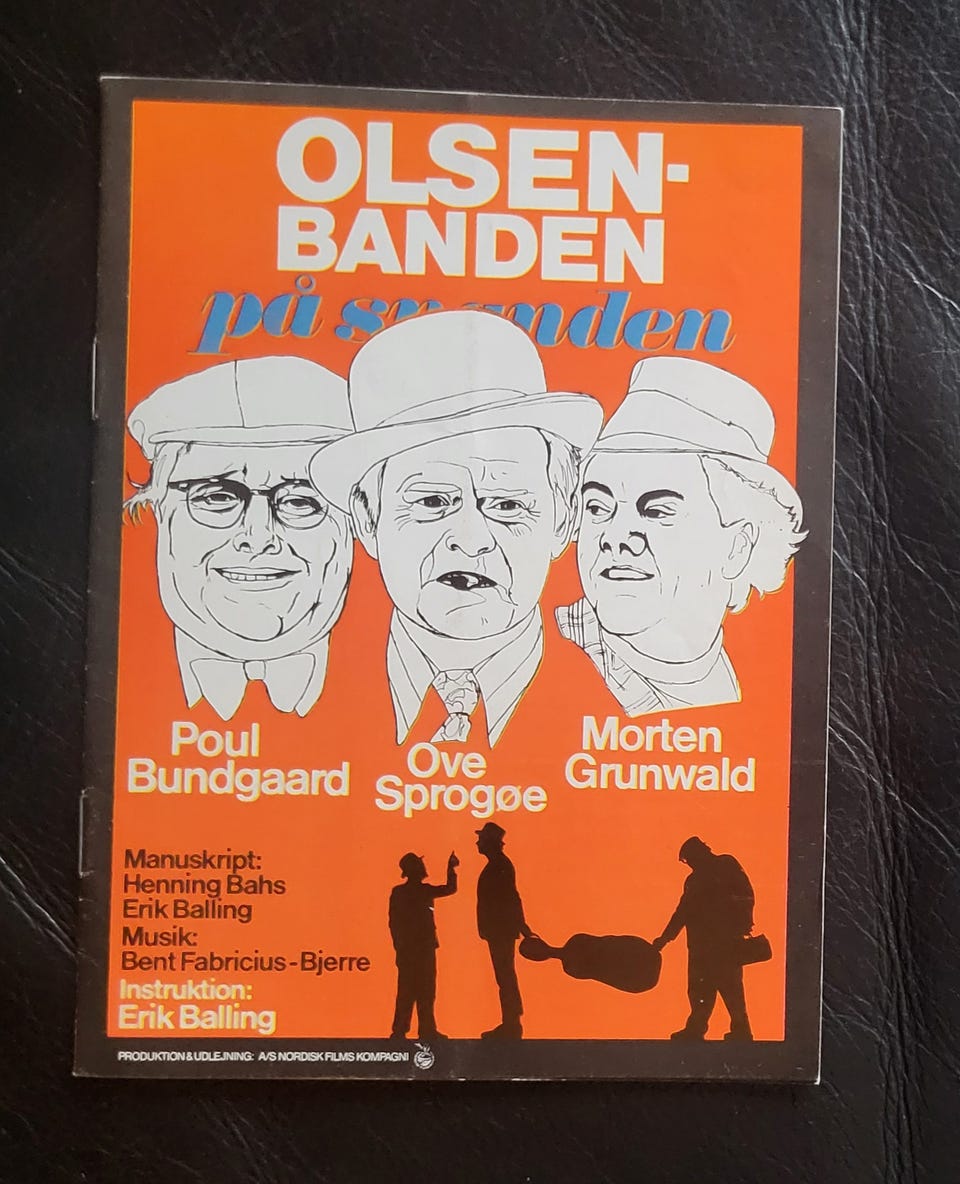 OLSEN-
BANDEN
på spanden
Poul
Bundgaard
Ove
Sprogøe
Morten
Grunwald
Manuskript:
Henning Bahs
Erik Balling
Musik:
Bent Fabricius-Bjerre
Instruktion:
Erik Balling
PRODUKTION & UDLEJNING: A/S NORDISK FILMS KOMPAGNI